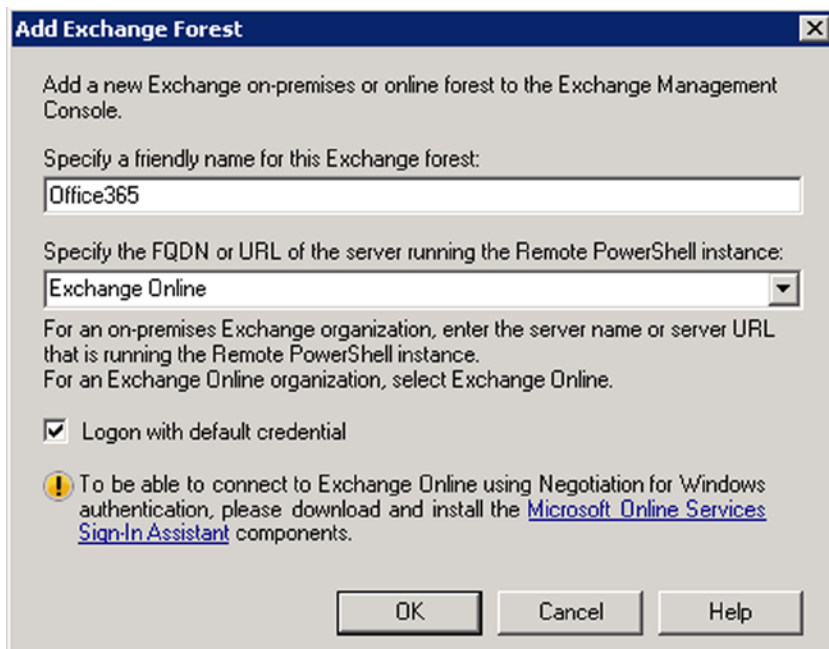 Add Exchange Forest
Add a new Exchange on-premises or online forest to the Exchange Management
Console.
Specify a friendly name for this Exchange forest:
Office365
Specify the FQDN or URL of the server running the Remote PowerShell instance:
Exchange Online
For an on-premises Exchange organization, enter the server name or server URL
that is running the Remote PowerShell instance.
For an Exchange Online organization, select Exchange Online.
Logon with default credential
To be able to connect to Exchange Online using Negotiation for Windows
authentication, please download and install the Microsoft Online Services
Sign-In Assistant components.
OK Cancel Help